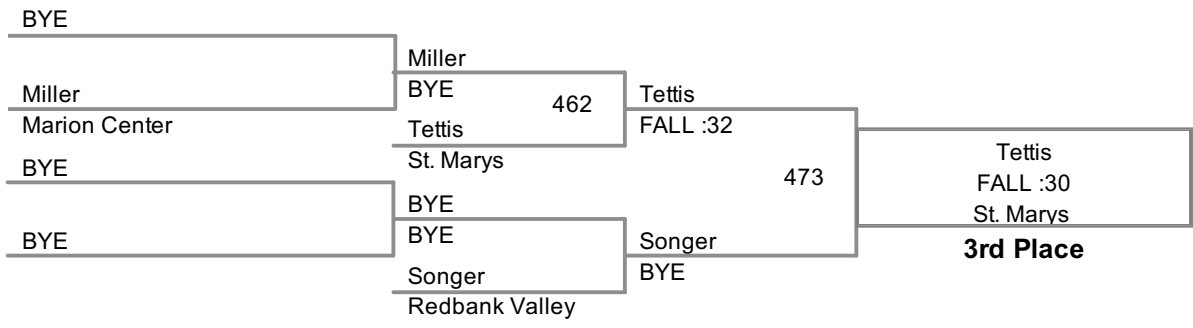 BYE
Miller
Marion Center
BYE
BYE
Miller
BYE
462
Tettis
St. Marys
BYE
BYE
Songer
Redbank Valley
Tettis
FALL :32
473
Songer
BYE
Tettis
FALL :30
St. Marys
3rd Place